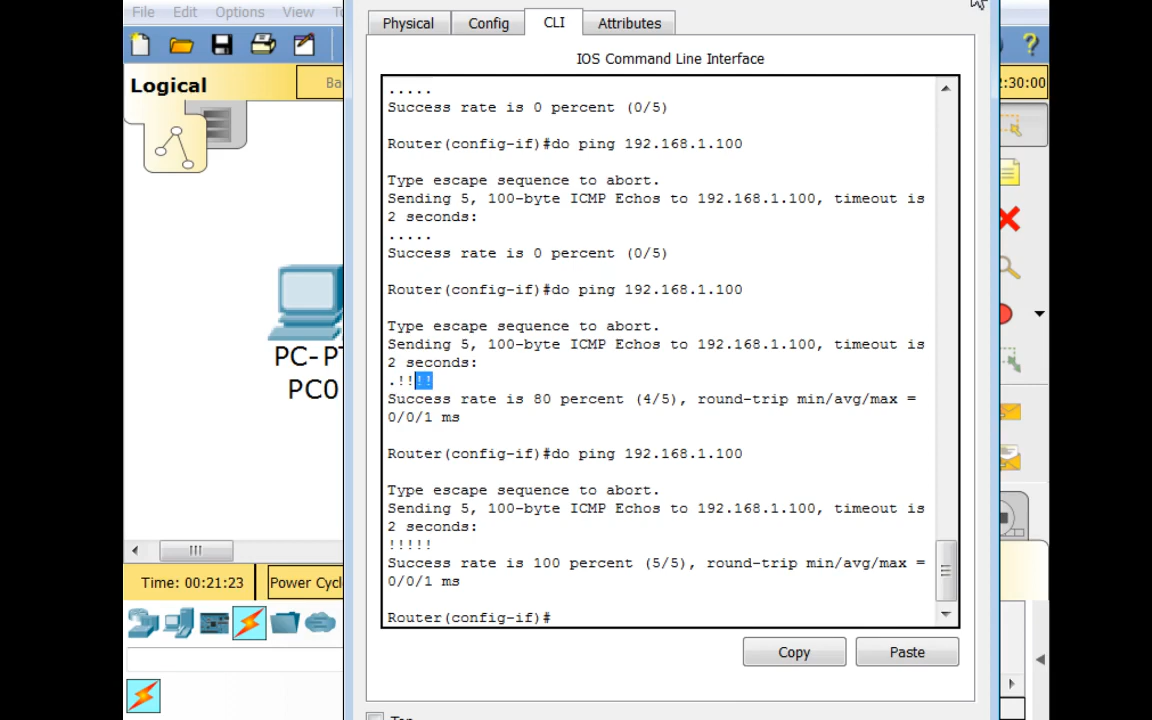 File Edit Options View
Physical Config CLI Attributes
IOS Command Line Interface
Logical
:30:00
.....
Success rate is 0 percent (0/5)
Router(config-if)#do ping 192.168.1.100
Type escape sequence to abort.
Sending 5, 100-byte ICMP Echos to 192.168.1.100, timeout is
2 seconds:
.....
Success rate is 0 percent (0/5)
Router(config-if)#do ping 192.168.1.100
Type escape sequence to abort.
Sending 5, 100-byte ICMP Echos to 192.168.1.100, timeout is
2 seconds:
.!!!!
Success rate is 80 percent (4/5), round-trip min/avg/max =
0/0/1 ms
Router(config-if)#do ping 192.168.1.100
Type escape sequence to abort.
Sending 5, 100-byte ICMP Echos to 192.168.1.100, timeout is
2 seconds:
!!!!!
Success rate is 100 percent (5/5), round-trip min/avg/max =
0/0/1 ms
Router(config-if)#
Copy Paste
PC-PT
PC0
Time: 00:21:23 Power Cycl
Top